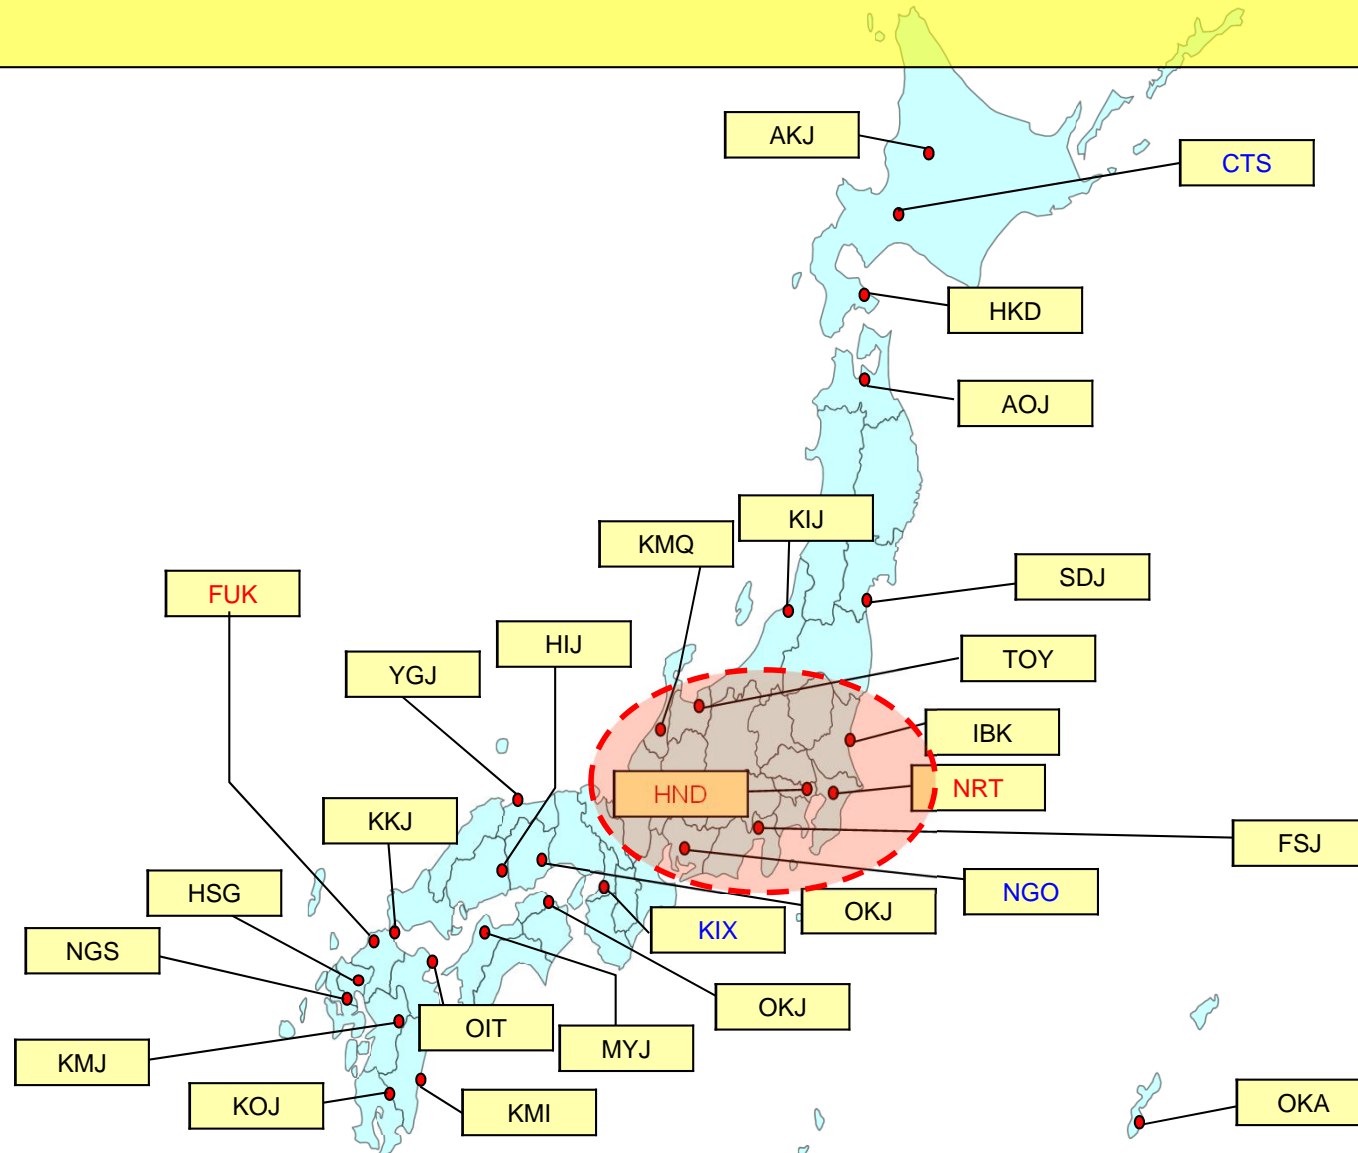 AKJ
CTS
HKD
AOJ
KIJ
KMQ
SDJ
FUK
HIJ
TOY
YGJ
IBK
HND
NRT
KKJ
FSJ
HSG
NGO
OKJ
KIX
NGS
OKJ
OIT
MYJ
KMJ
KOJ
KMI
OKA